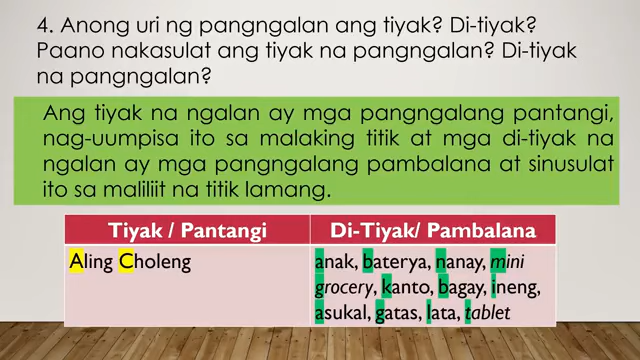 4. Anong uri ng pangngalan ang tiyak? Di-tiyak?
Paano nakasulat ang tiyak na pangngalan? Di-tiyak
na pangngalan?
Ang tiyak na ngalan ay mga pangngalang pantangi,
nag-uumpisa ito sa malaking titik at mga di-tiyak na
ngalan ay mga pangngalang pambalana at sinusulat
ito sa maliliit na titik lamang.
Tiyak / Pantangi
Di-Tiyak/ Pambalana
Aling Choleng
anak, baterya, nanay, mini
grocery, kanto, bagay, ineng,
asukal, gatas, lata, tablet